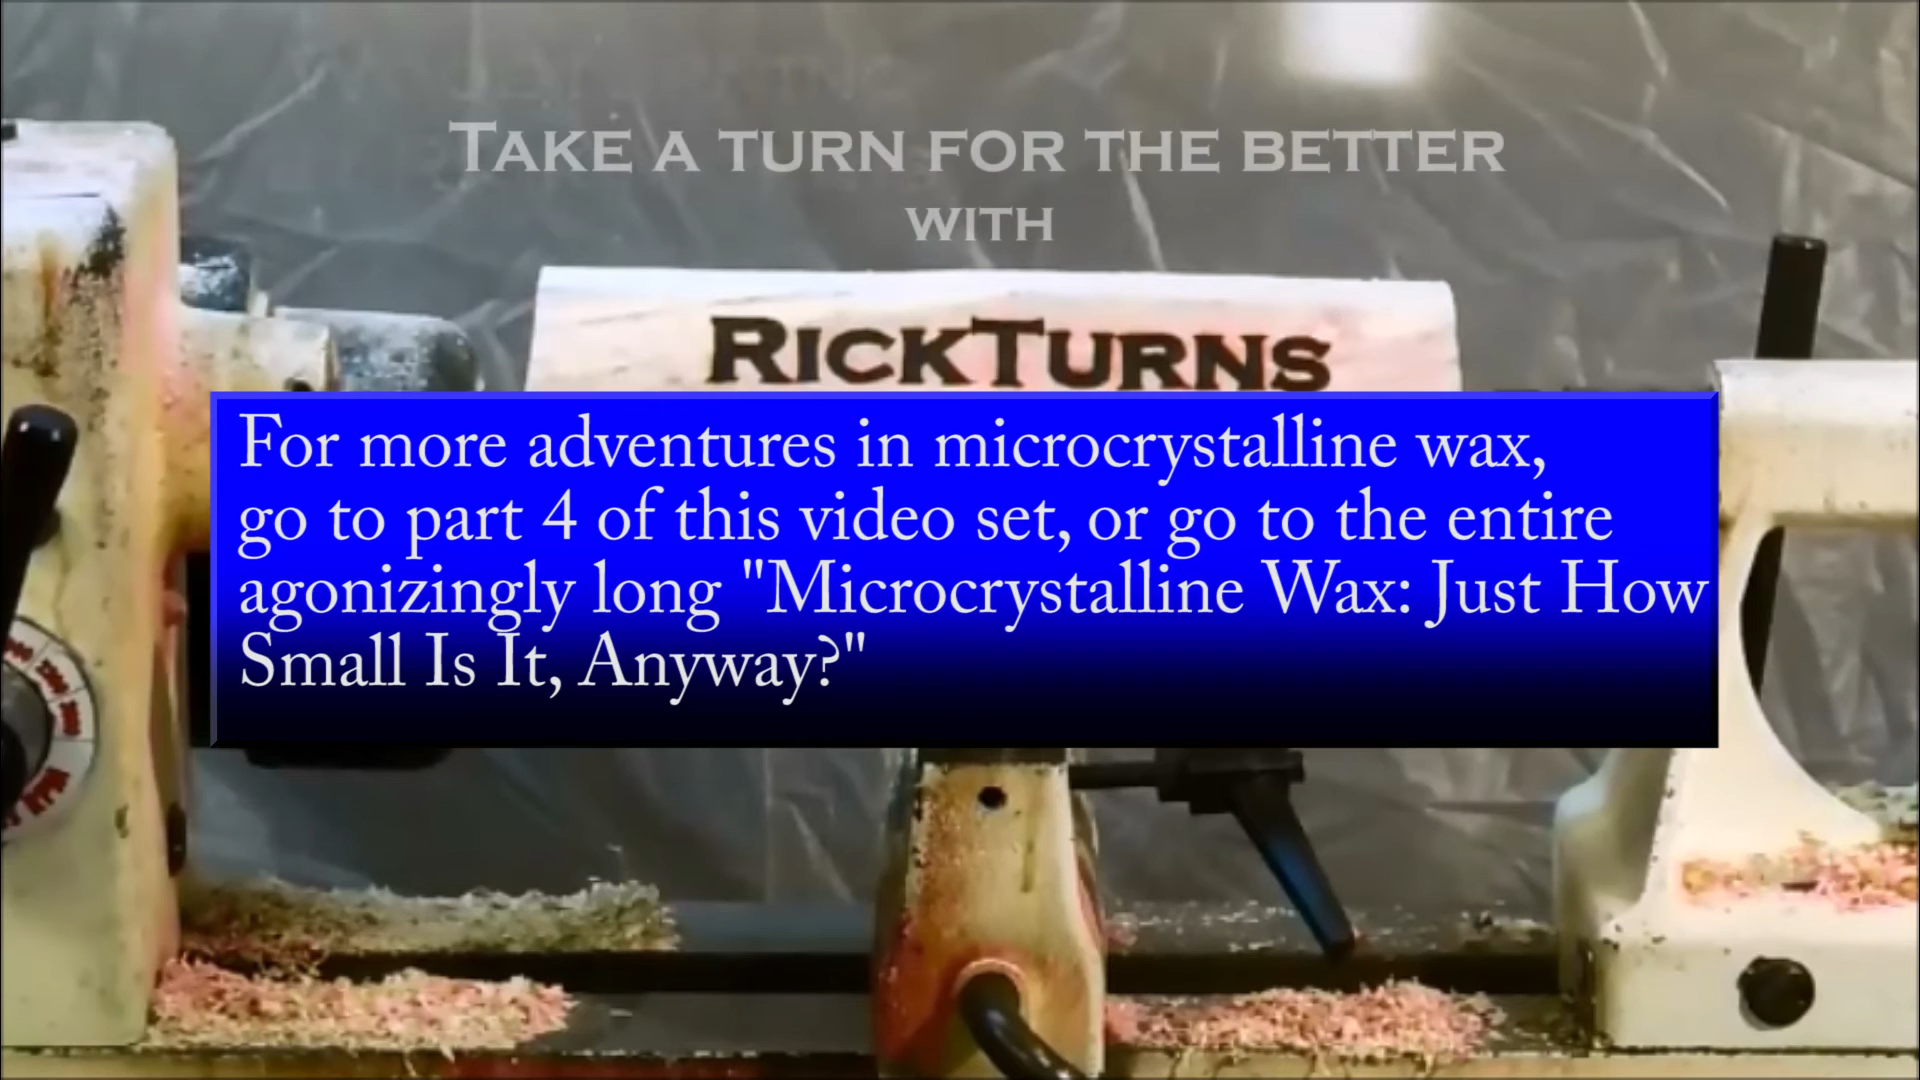 TAKE A TURN FOR THE BETTER
WITH
RICKTURNS
For more adventures in microcrystalline wax,
go to part 4 of this video set, or go to the entire
agonizingly long "Microcrystalline Wax: Just How
Small Is It, Anyway?"